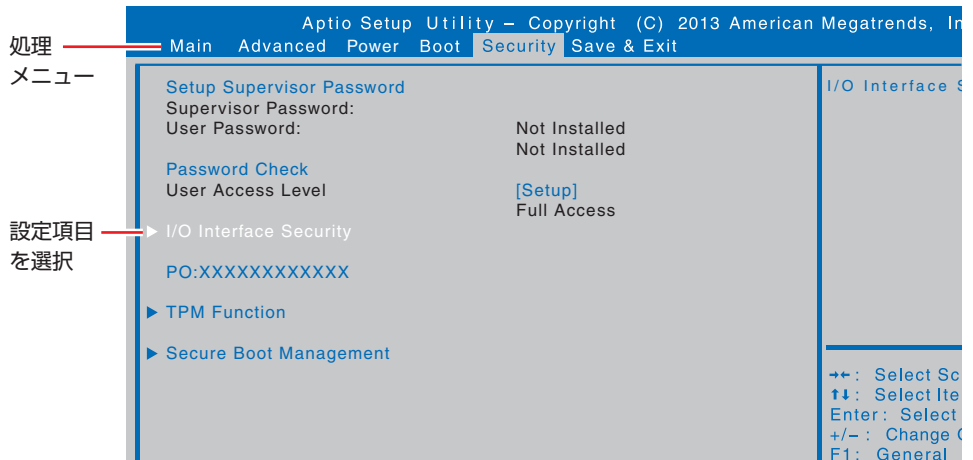 Aptio Setup Utility – Copyright (C) 2013 American Megatrends,
Main Advanced Power Boot Security Save & Exit
処理
メニュー
Setup Supervisor Password
Supervisor Password:
User Password: Not Installed
Not Installed
Password Check
User Access Level [Setup]
Full Access
設定項目
を選択
▶ I/O Interface Security
PO:XXXXXXXXXXXX
▶ TPM Function
▶ Secure Boot Management
I/O Interface
→←: Select
↑↓: Select
Enter: Select
+/–: Change
F1: General